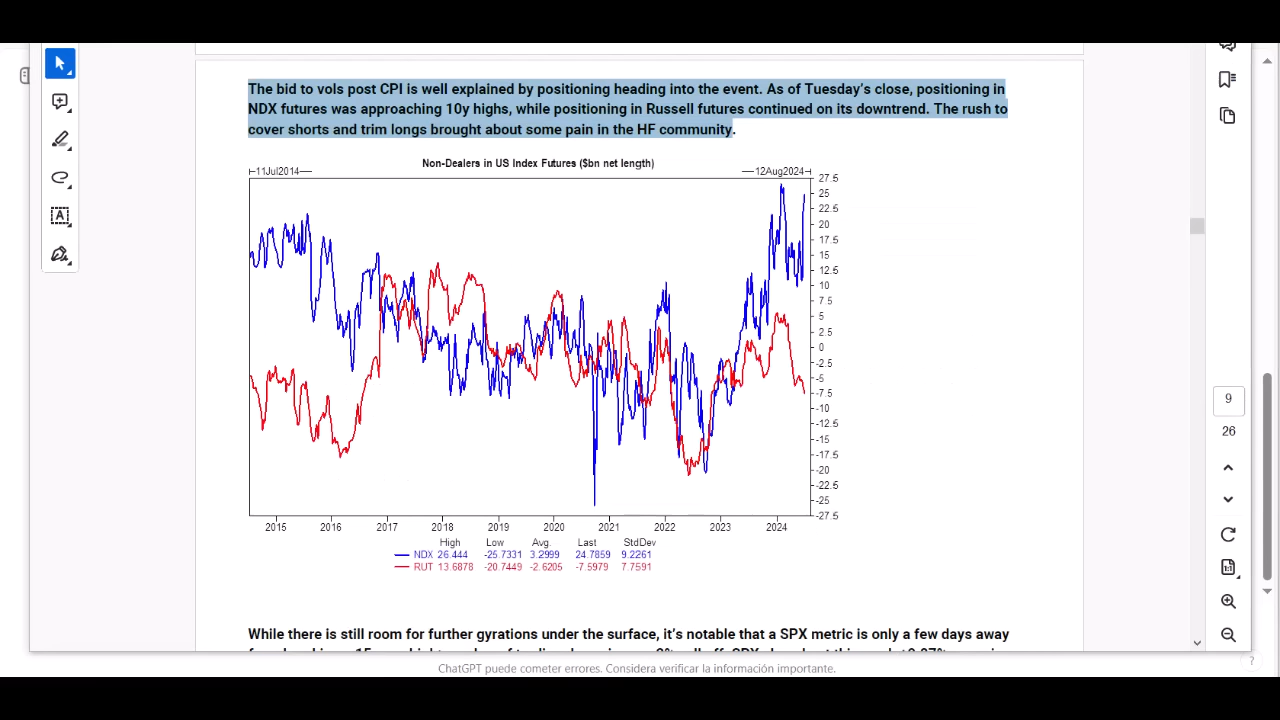 The bid to vols post CPI is well explained by positioning heading into the event. As of Tuesday's close, positioning in
NDX futures was approaching 10y highs, while positioning in Russell futures continued on its downtrend. The rush to
cover shorts and trim longs brought about some pain in the HF community.
Non-Dealers in US Index Futures ($bn net length)
11Jul2014
12Aug2024
27.5
25
22.5
20
17.5
15
12.5
10
7.5
5
2.5
0
-2.5
-5
-7.5
-10
-12.5
-15
-17.5
-20
-22.5
-25
-27.5
2015 2016 2017 2018 2019 2020 2021 2022 2023 2024
High Low Avg. Last StdDev
NDX 26.444 -25.7331 3.2999 24.7859 9.2261
RUT 13.6878 -20.7449 -2.6205 -7.5979 7.7591
While there is still room for further gyrations under the surface, it's notable that a SPX metric is only a few days away
9
26
ChatGPT puede cometer errores. Considera verificar la información importante.
?